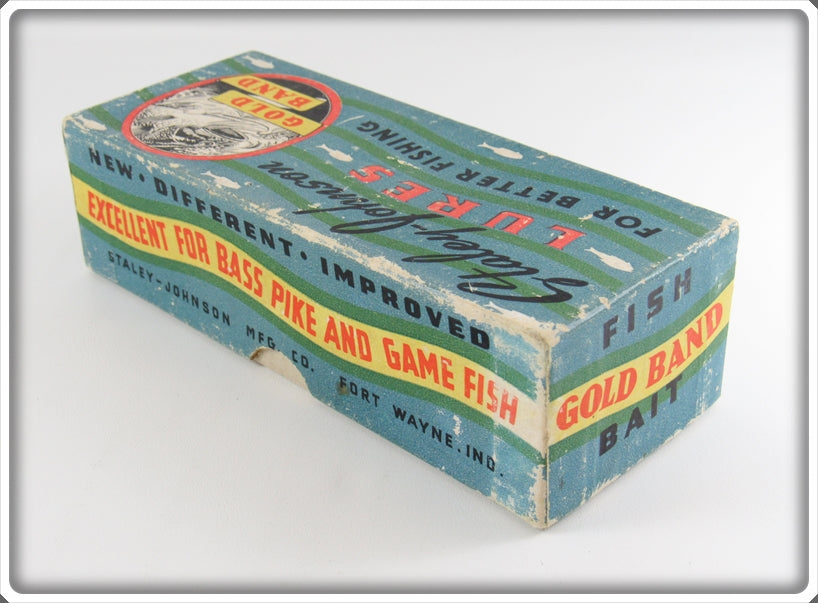 GOLD
BAND
Staley-Johnson
LURES
FOR BETTER FISHING
NEW • DIFFERENT • IMPROVED
EXCELLENT FOR BASS PIKE AND GAME FISH
STALEY-JOHNSON MFG. CO. FORT WAYNE, IND.
FISH
GOLD BAND
BAIT